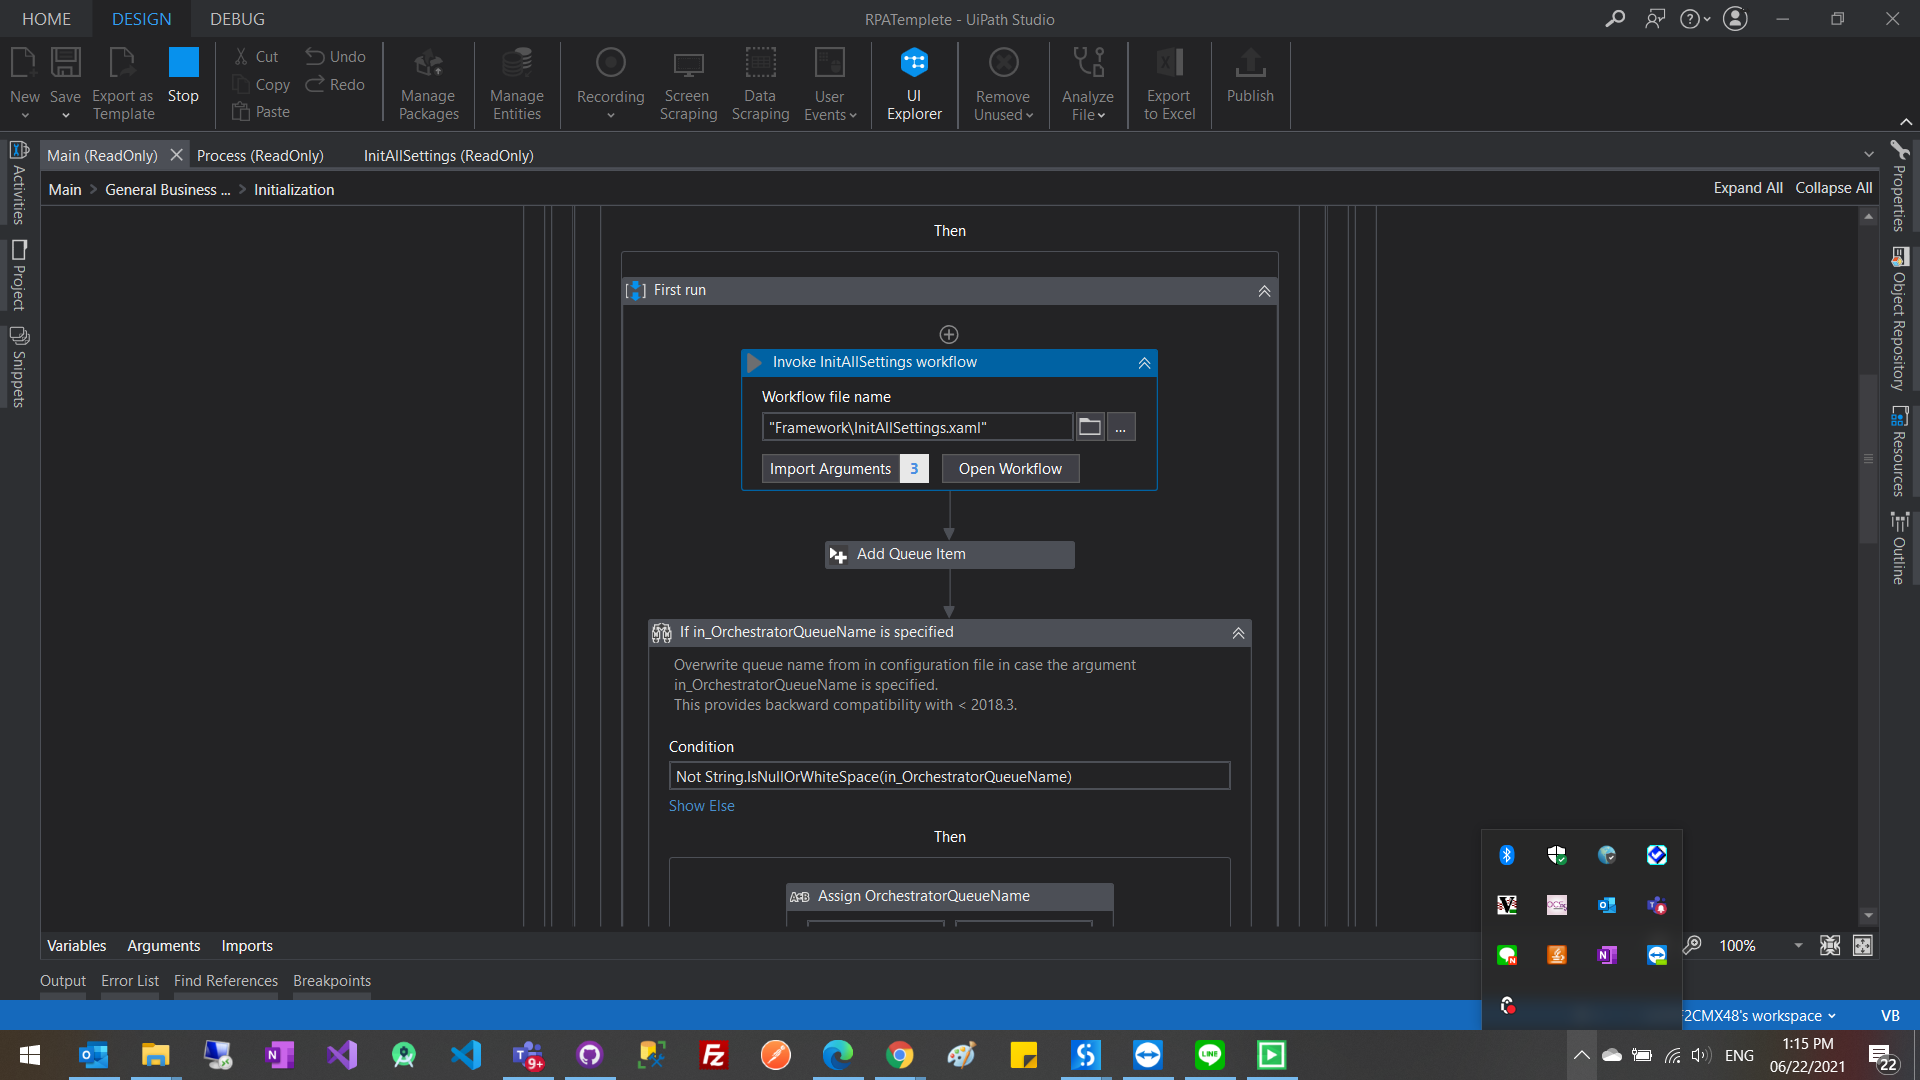 HOME
DESIGN
DEBUG
RPATemplete - UiPath Studio
New
Save
Export as
Template
Stop
Cut
Copy
Paste
Undo
Redo
Manage
Packages
Manage
Entities
Recording
Screen
Scraping
Data
Scraping
User
Events
UI
Explorer
Remove
Unused
Analyze
File
Export
to Excel
Publish
Main (ReadOnly)
Process (ReadOnly)
InitAllSettings (ReadOnly)
Main > General Business ... > Initialization
Expand All
Collapse All
Activities
Project
Snippets
Properties
Object Repository
Resources
Outline
Then
First run
Invoke InitAllSettings workflow
Workflow file name
"Framework\InitAllSettings.xaml"
...
Import Arguments 3
Open Workflow
Add Queue Item
If in_OrchestratorQueueName is specified
Overwrite queue name from in configuration file in case the argument
in_OrchestratorQueueName is specified.
This provides backward compatibility with < 2018.3.
Condition
Not String.IsNullOrWhiteSpace(in_OrchestratorQueueName)
Show Else
Then
A+B Assign OrchestratorQueueName
Variables
Arguments
Imports
100%
Output
Error List
Find References
Breakpoints
2CMX48's workspace
VB
9+
LINE
ENG
1:15 PM
06/22/2021
22